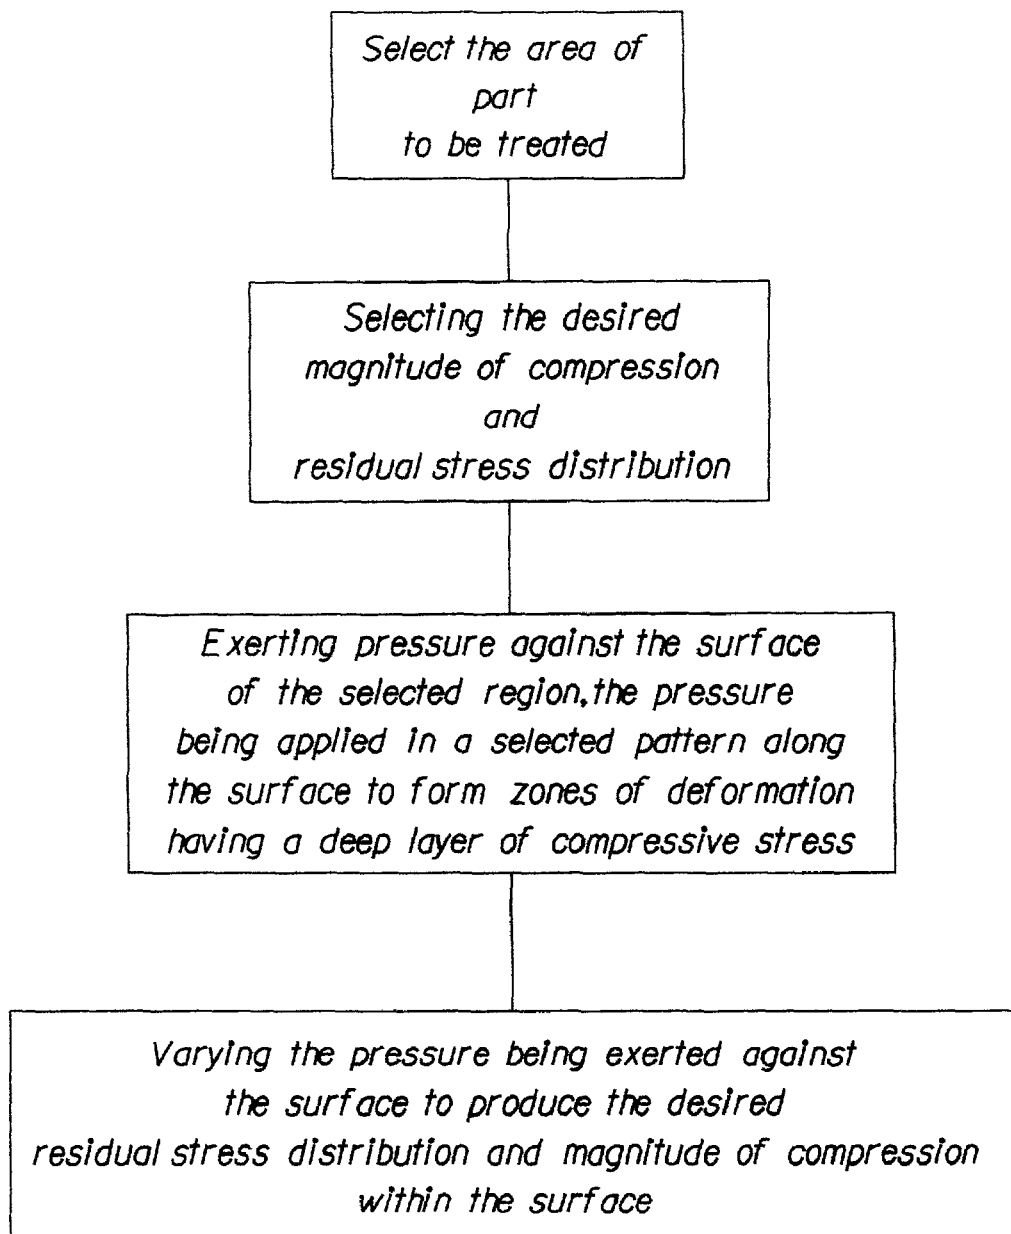 Select the area of
part
to be treated
Selecting the desired
magnitude of compression
and
residual stress distribution
Exerting pressure against the surface
of the selected region, the pressure
being applied in a selected pattern along
the surface to form zones of deformation
having a deep layer of compressive stress
Varying the pressure being exerted against
the surface to produce the desired
residual stress distribution and magnitude of compression
within the surface